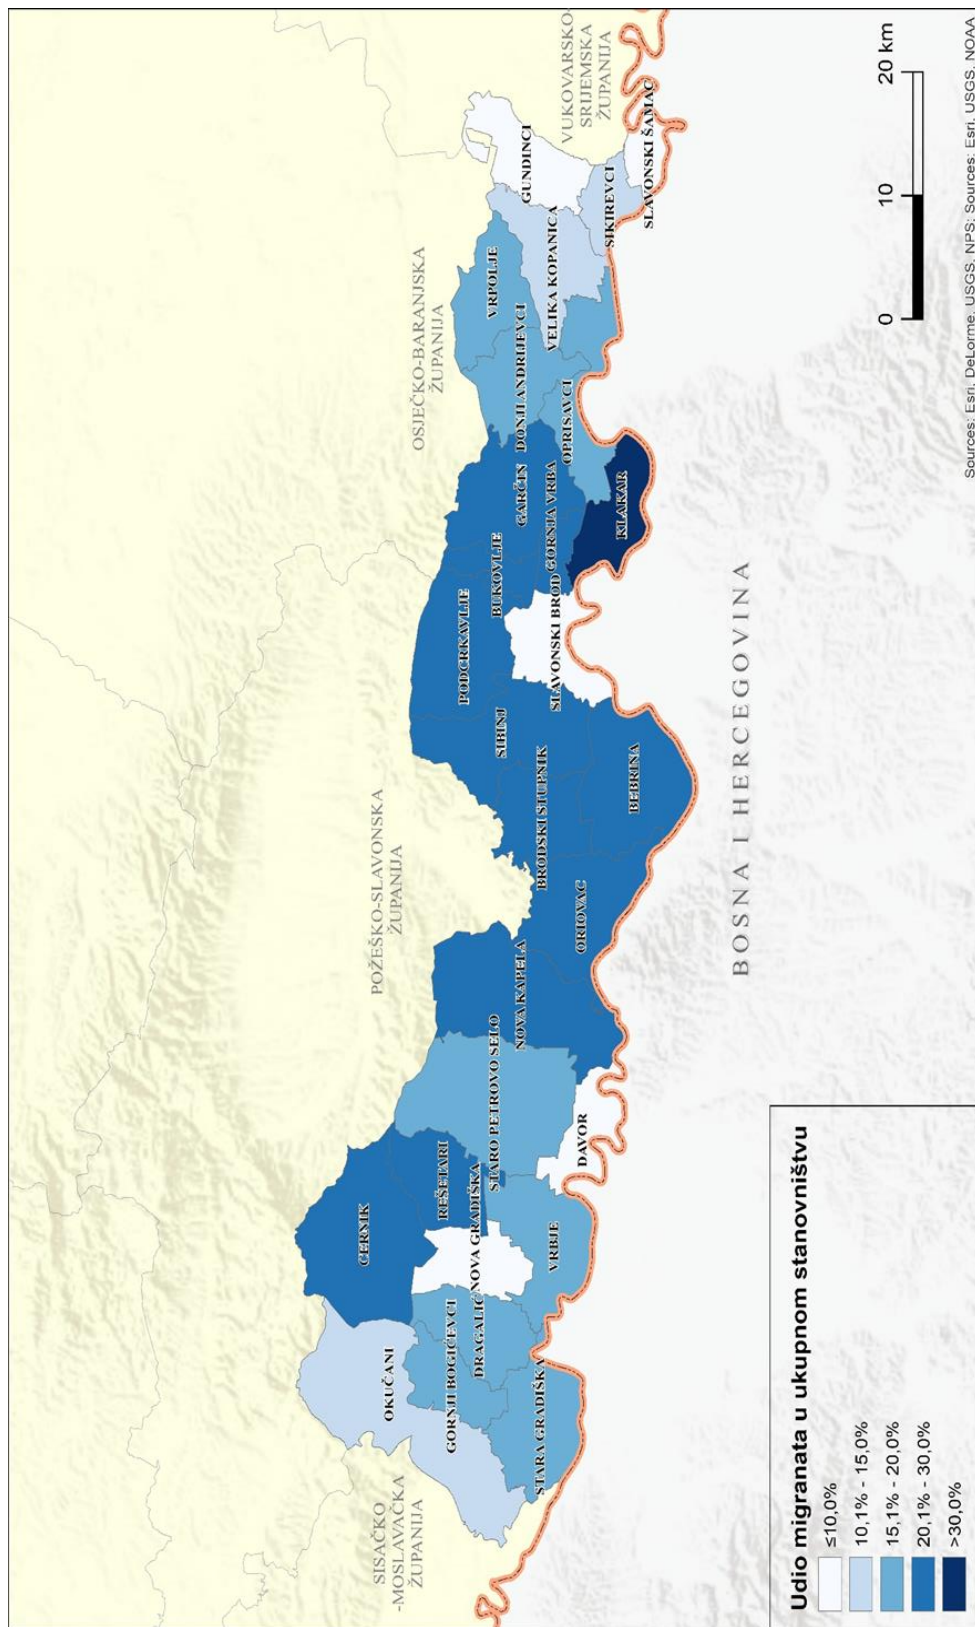 SISAČKO
-MOSLAVAČKA
ŽUPANIJA
POŽEŠKO-SLAVONSKA
ŽUPANIJA
OSJEČKO-BARANJSKA
ŽUPANIJA
VUKOVARSKO-
SRIJEMSKA
ŽUPANIJA
OKUČANI
CERNIK
GORNJI BOGIĆEVCI
REŠETARI
DRAGALIĆ
NOVA GRADIŠKA
STARO PETROVO SELO
STARA GRADIŠKA
VRBJE
DAVOR
NOVA KAPELA
ORIOVAC
BRODSKI STUPNIK
SIBINJ
BEBRINA
PODCRKAVLJE
BUKOVLJE
SLAVONSKI BROD
GORNJA VRBA
GARČIN
KLAKAR
OPRISAVCI
DONJI ANDRIJEVCI
VRPOLJE
VELIKA KOPANICA
GUNDINCI
SIKIREVCI
SLAVONSKI ŠAMAC
BOSNA I HERCEGOVINA
Udio migranata u ukupnom stanovništvu
≤10,0%
10,1% - 15,0%
15,1% - 20,0%
20,1% - 30,0%
>30,0%
0 10 20 km
Sources: Esri, DeLorme, USGS, NPS; Sources: Esri, USGS, NOAA